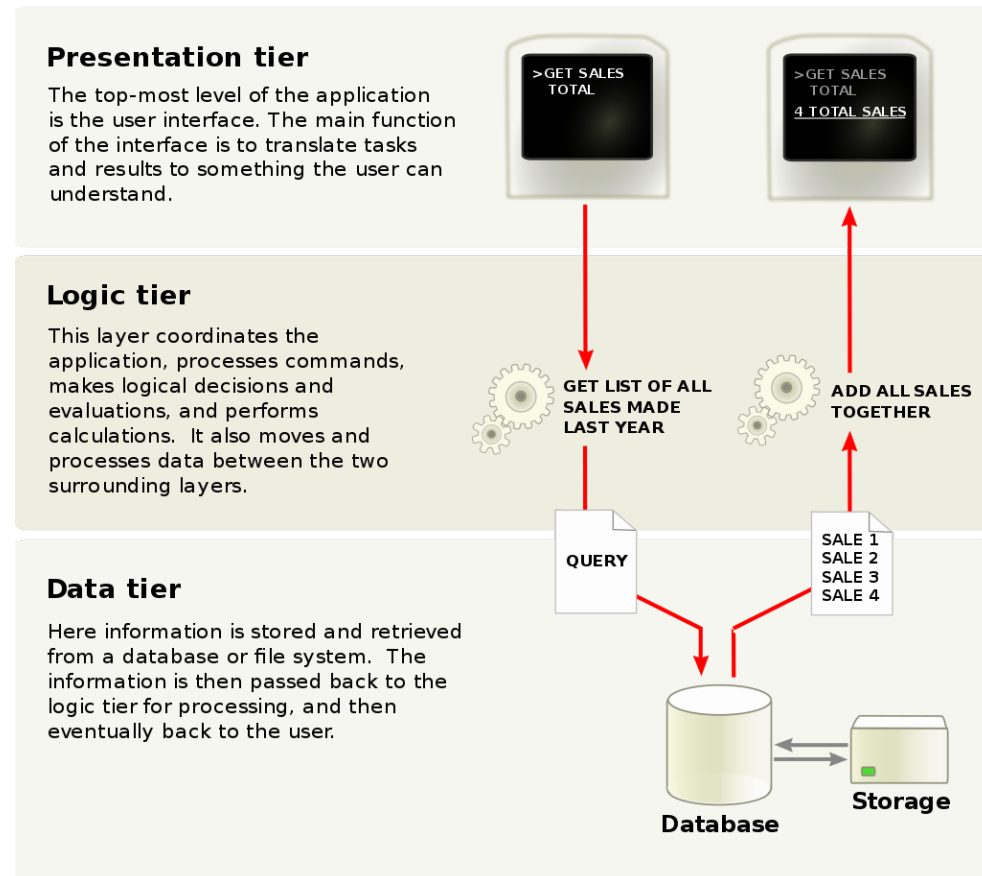 Presentation tier
The top-most level of the application
is the user interface. The main function
of the interface is to translate tasks
and results to something the user can
understand.
>GET SALES
TOTAL
>GET SALES
TOTAL
4 TOTAL SALES
Logic tier
This layer coordinates the
application, processes commands,
makes logical decisions and
evaluations, and performs
calculations.  It also moves and
processes data between the two
surrounding layers.
GET LIST OF ALL
SALES MADE
LAST YEAR
ADD ALL SALES
TOGETHER
Data tier
Here information is stored and retrieved
from a database or file system.  The
information is then passed back to the
logic tier for processing, and then
eventually back to the user.
QUERY
SALE 1
SALE 2
SALE 3
SALE 4
Database
Storage